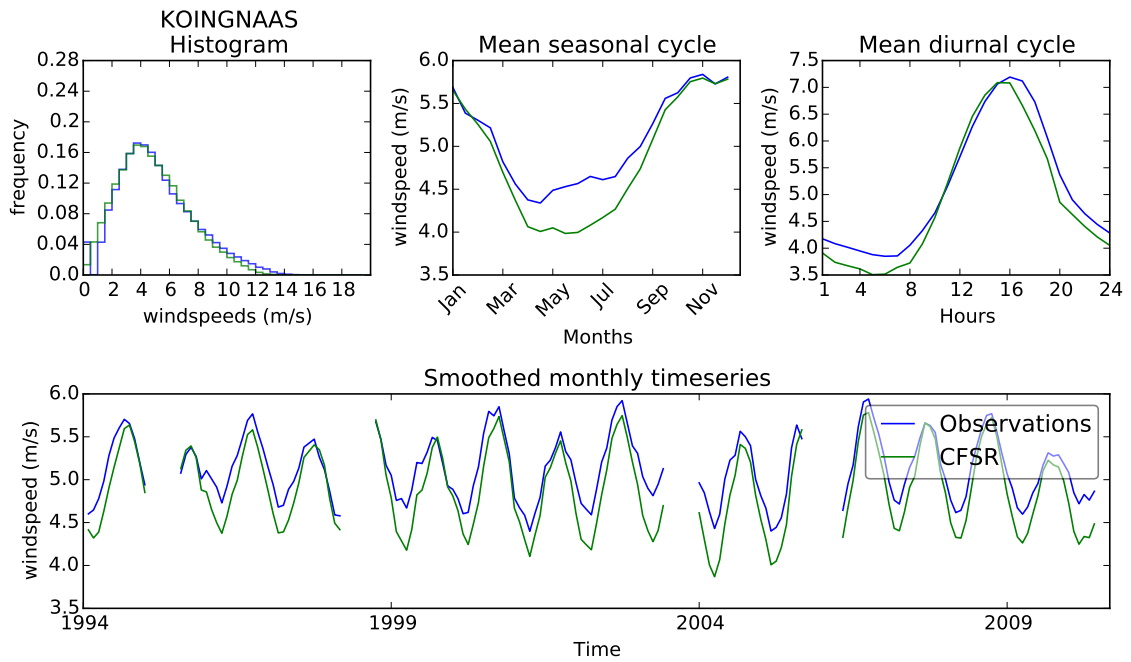 KOINGNAAS
Histogram
frequency
0.28
0.24
0.2
0.16
0.12
0.08
0.04
0.0
0 2 4 6 8 10 12 14 16 18
windspeeds (m/s)
Mean seasonal cycle
windspeed (m/s)
6.0
5.5
5.0
4.5
4.0
3.5
Jan Mar May Jul Sep Nov
Months
Mean diurnal cycle
windspeed (m/s)
7.5
7.0
6.5
6.0
5.5
5.0
4.5
4.0
3.5
1 4 8 12 16 20 24
Hours
Smoothed monthly timeseries
windspeed (m/s)
6.0
5.5
5.0
4.5
4.0
3.5
Observations
CFSR
1994 1999 2004 2009
Time